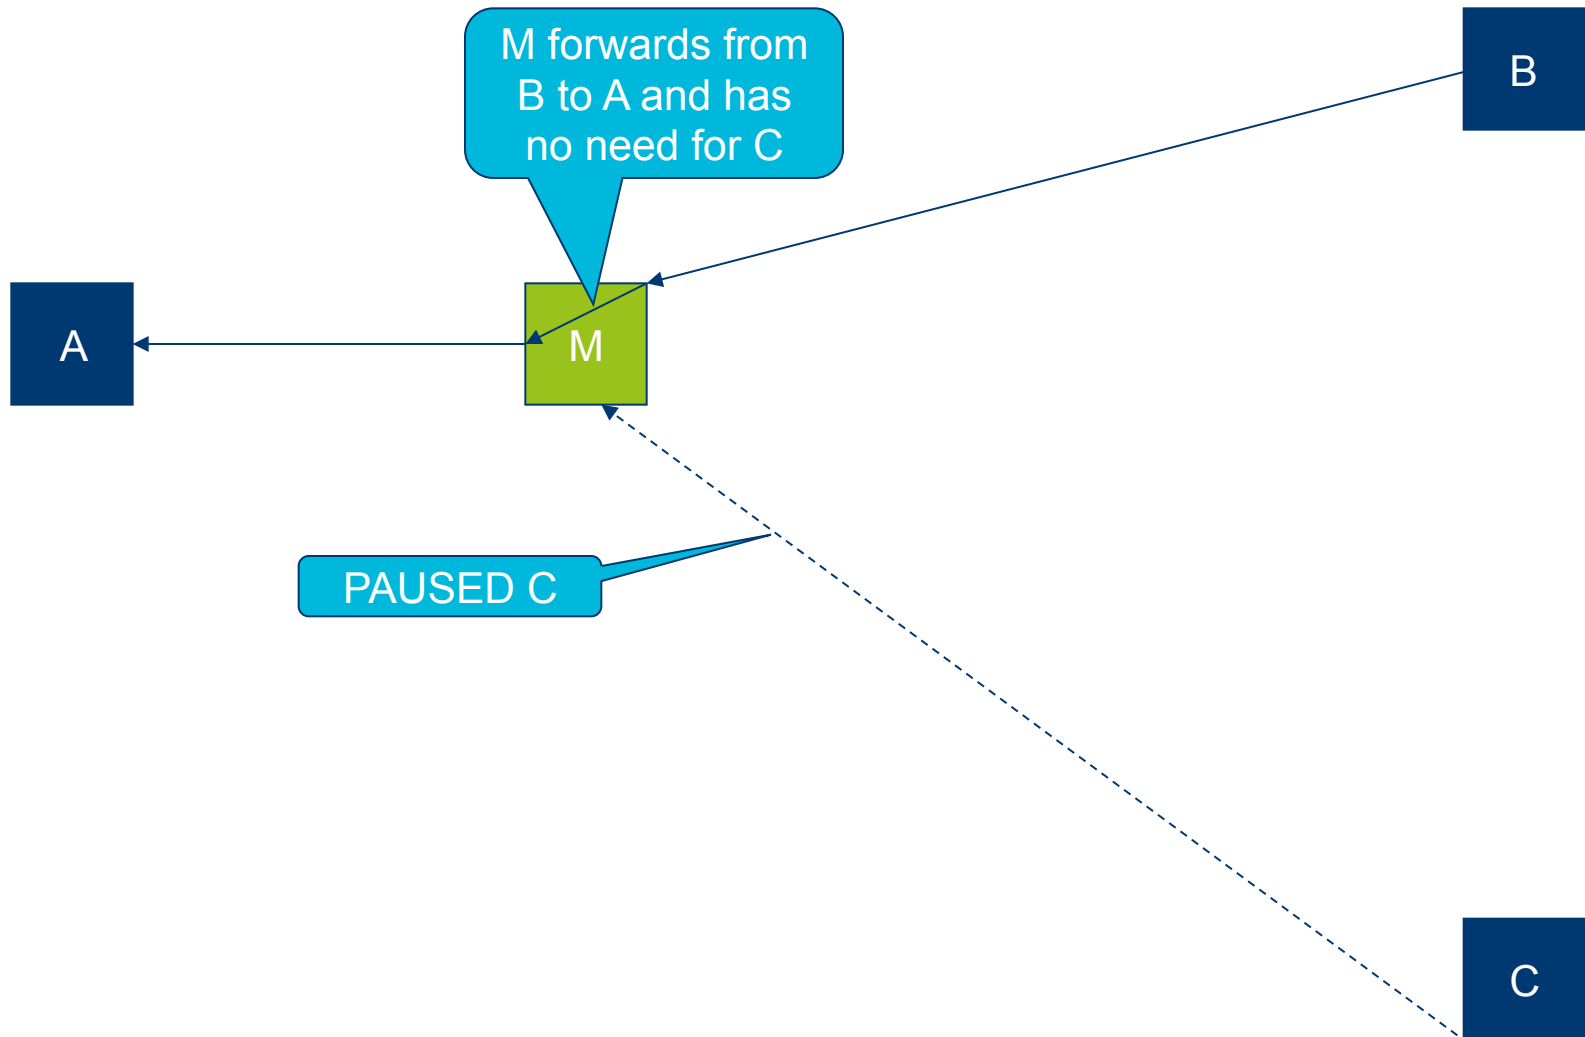 M forwards from
B to A and has
no need for C
B
A
M
PAUSED C
C